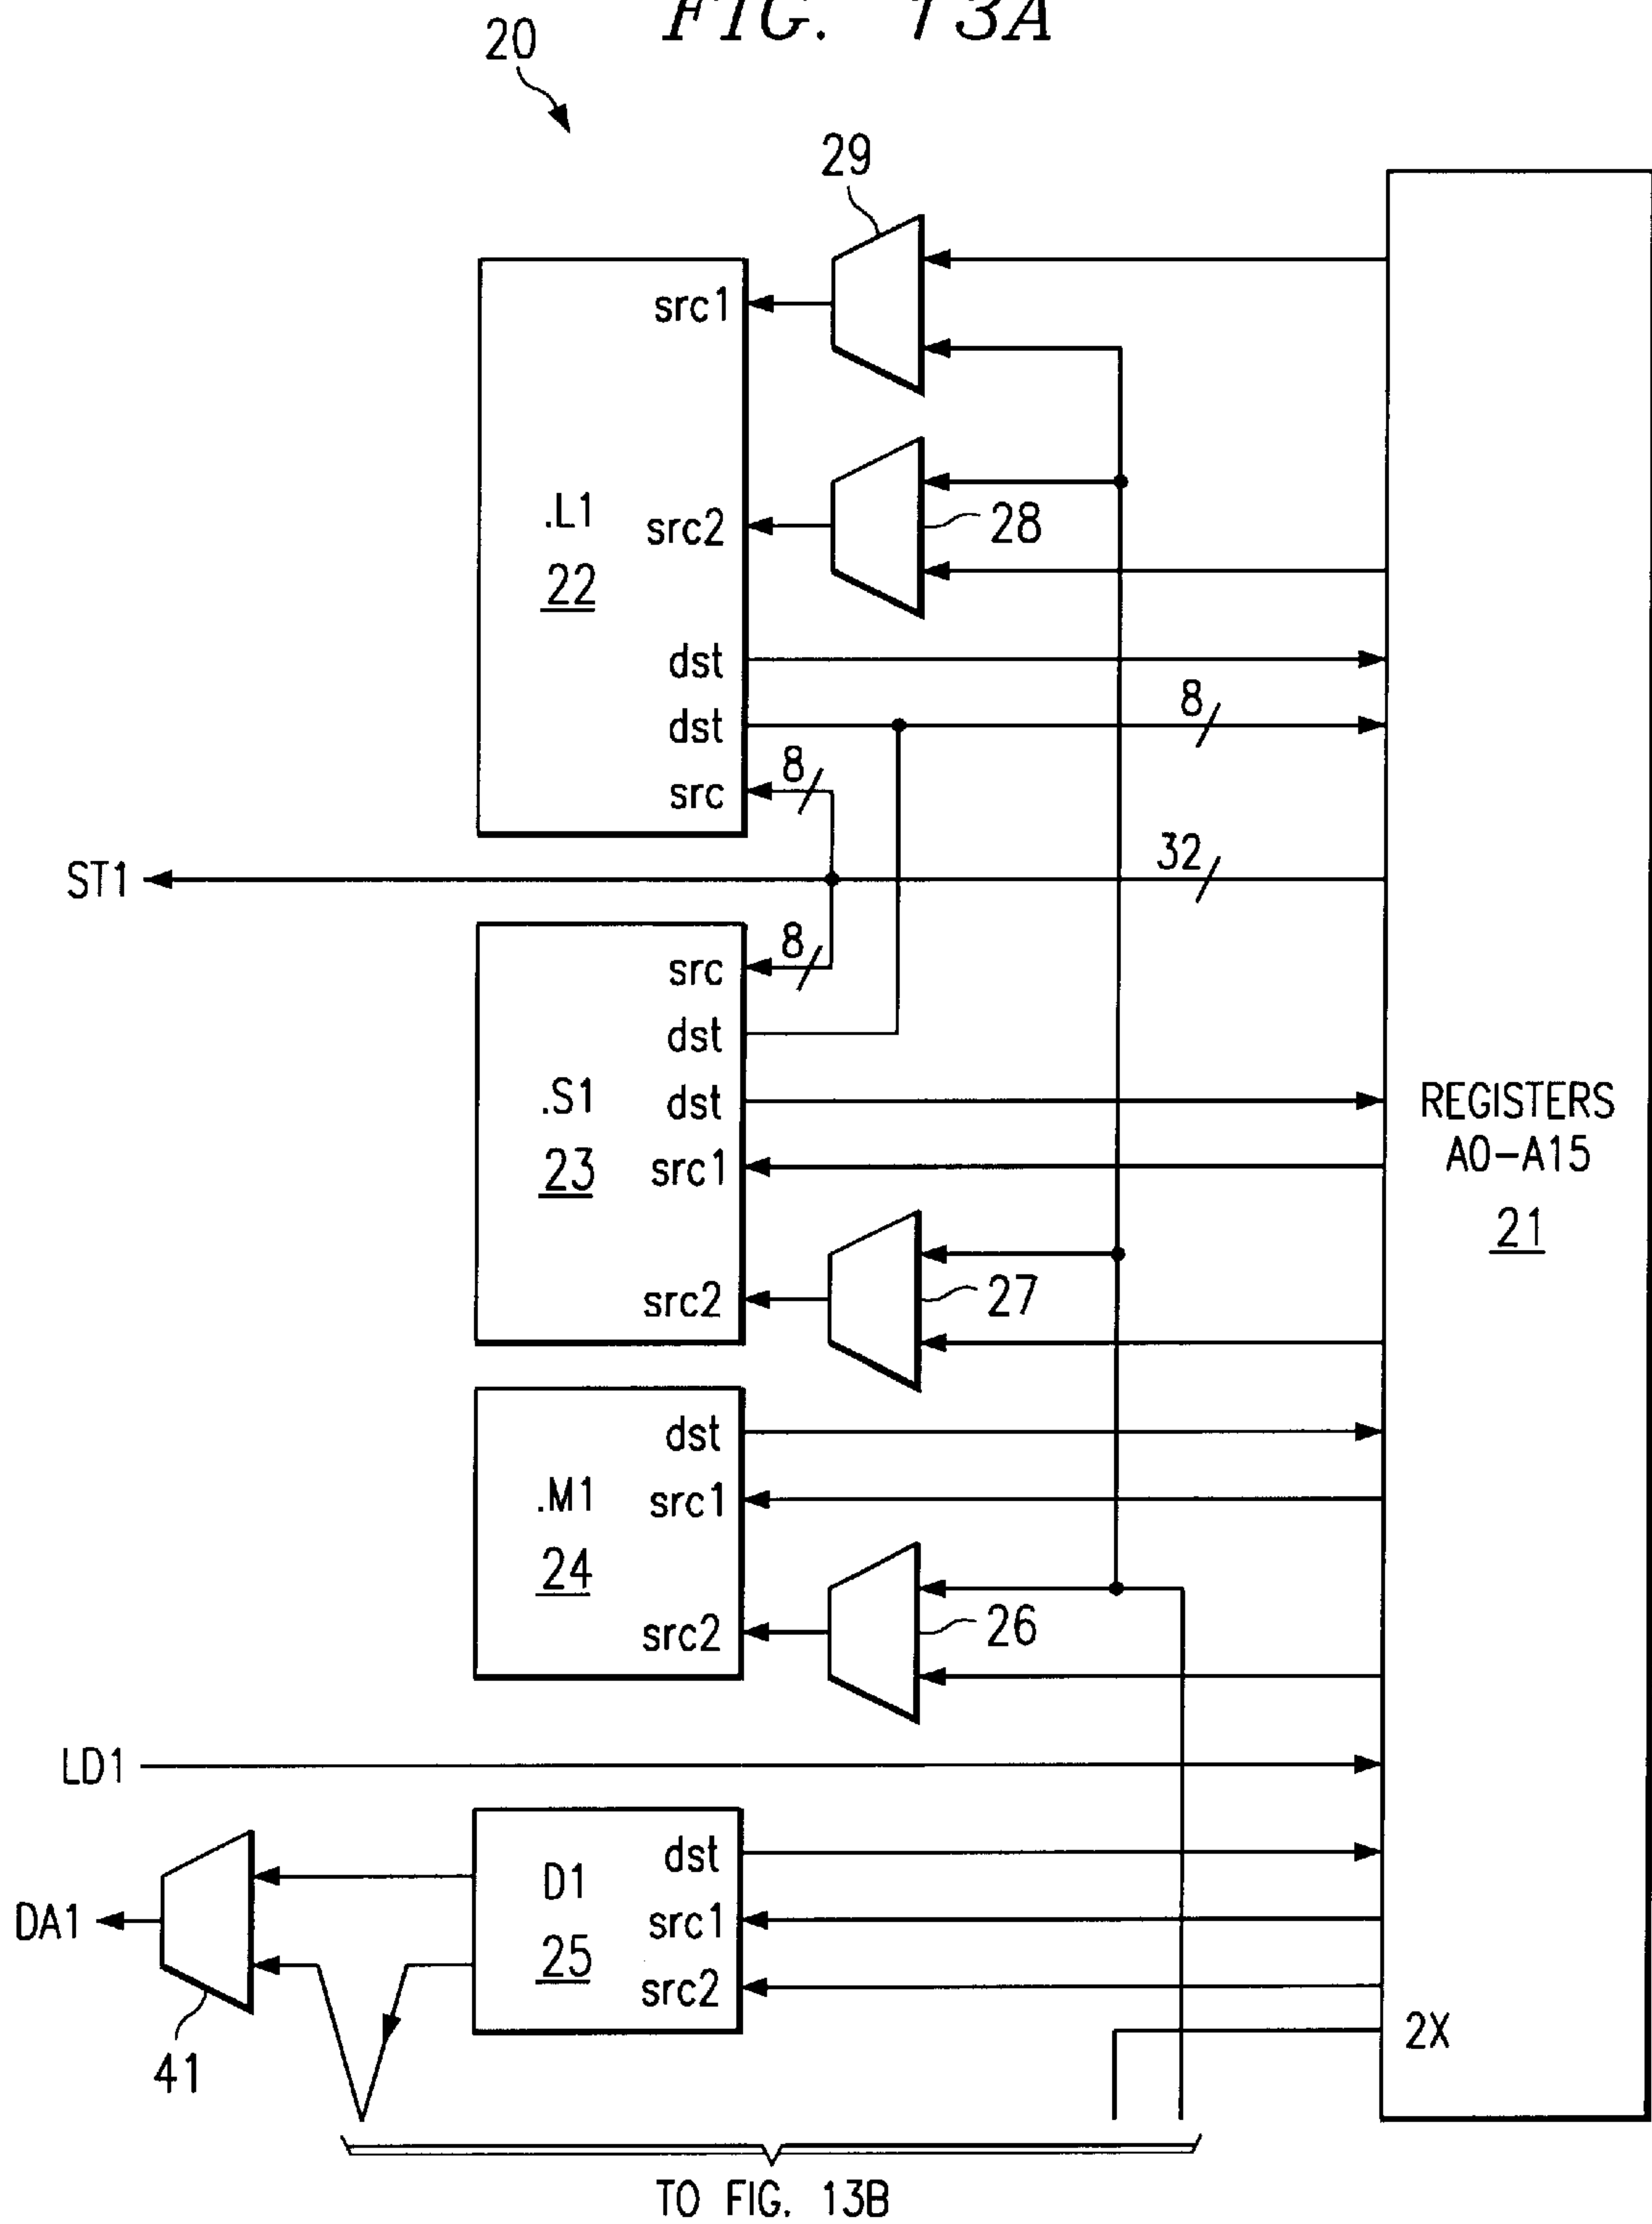 FIG. 13A
20
29
src1
.L1
src2
28
22
dst
dst
8
8
src
ST1
32
8
src
dst
.S1
dst
REGISTERS
A0-A15
23
src1
21
src2
27
dst
.M1
src1
24
src2
26
LD1
dst
D1
DA1
src1
25
src2
2X
41
TO FIG. 13B